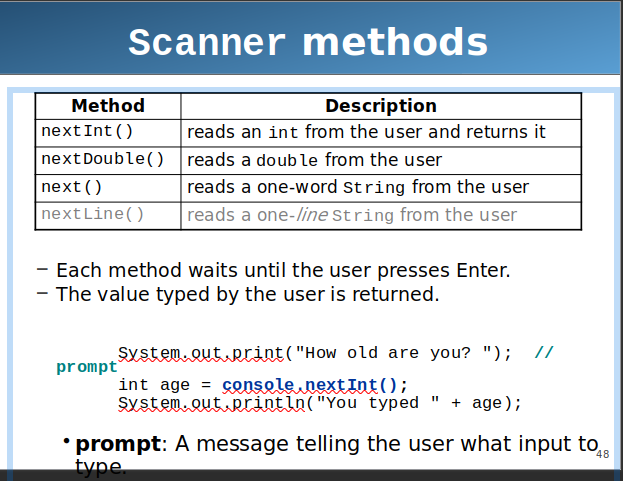 Scanner methods
Method Description
nextInt() reads an int from the user and returns it
nextDouble() reads a double from the user
next() reads a one-word String from the user
nextLine() reads a one-line String from the user
– Each method waits until the user presses Enter.
– The value typed by the user is returned.
System.out.print("How old are you? "); //
prompt
int age = console.nextInt();
System.out.println("You typed " + age);
• prompt: A message telling the user what input to
type.
48